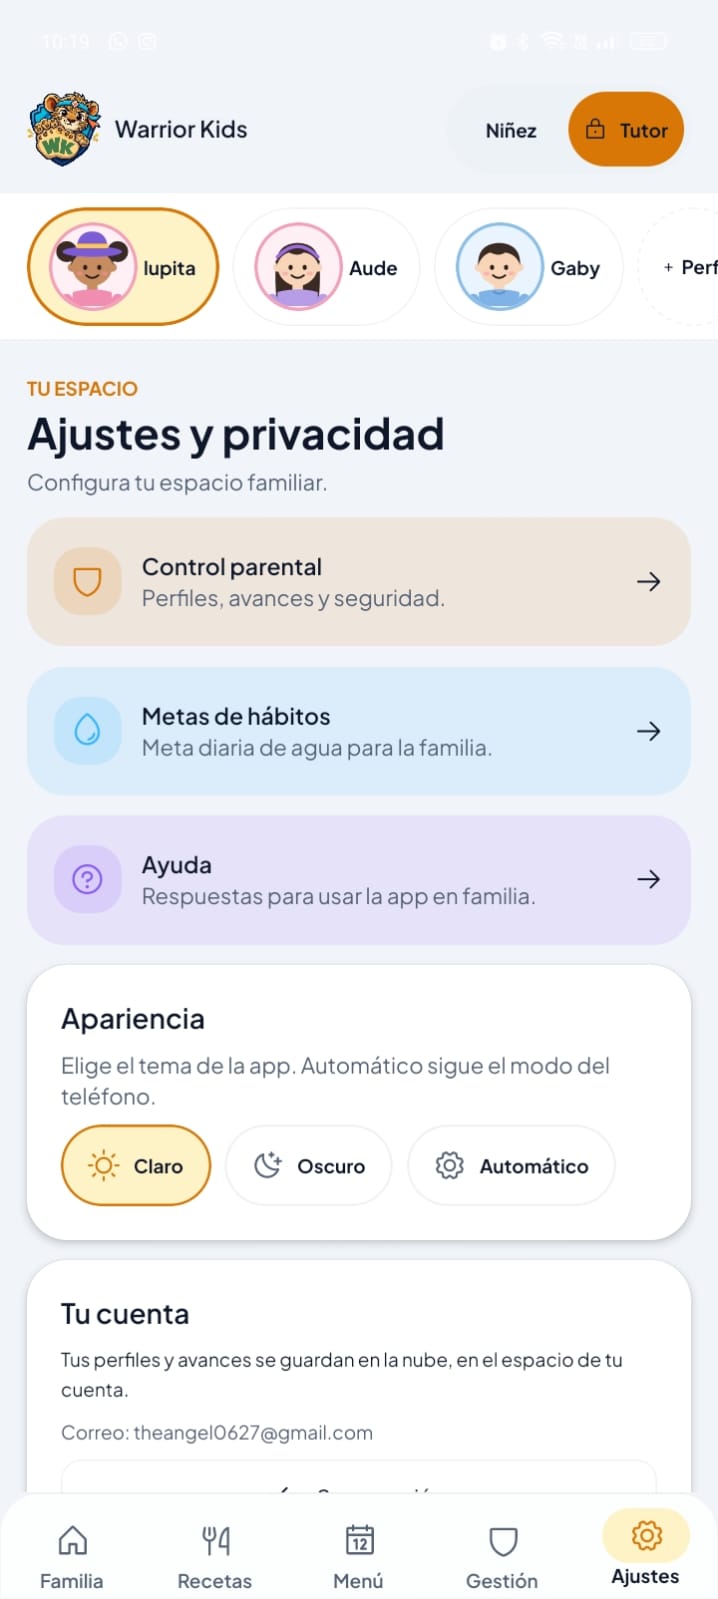 10:19
WK
Warrior Kids
Niñez
Tutor
lupita
Aude
Gaby
+ Perf
TU ESPACIO
Ajustes y privacidad
Configura tu espacio familiar.
Control parental
Perfiles, avances y seguridad.
Metas de hábitos
Meta diaria de agua para la familia.
Ayuda
Respuestas para usar la app en familia.
Apariencia
Elige el tema de la app. Automático sigue el modo del
teléfono.
Claro
Oscuro
Automático
Tu cuenta
Tus perfiles y avances se guardan en la nube, en el espacio de tu
cuenta.
Correo: theangel0627@gmail.com
12
Familia
Recetas
Menú
Gestión
Ajustes